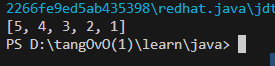 2266fe9ed5ab435398\redhat.java\jdt
[5, 4, 3, 2, 1]
PS D:\tangOvO(1)\learn\java>